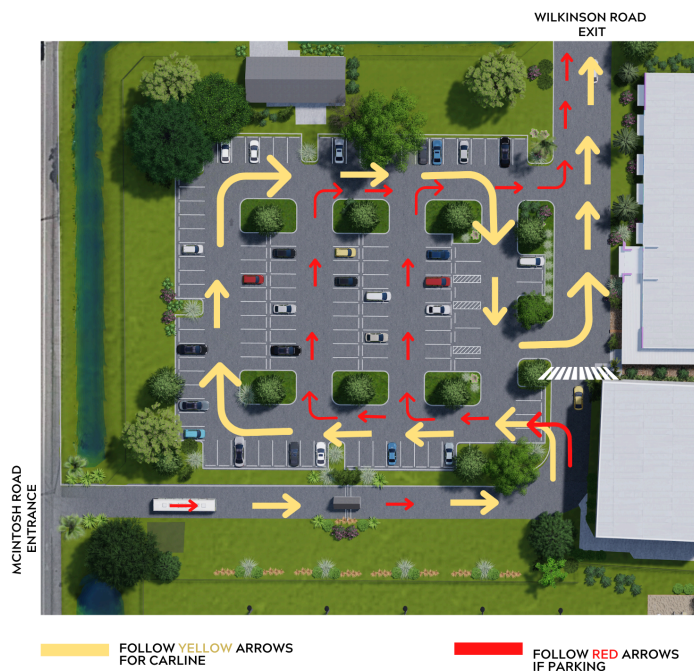 WILKINSON ROAD
EXIT
MCINTOSH ROAD
ENTRANCE
FOLLOW YELLOW ARROWS
FOR CARLINE
FOLLOW RED ARROWS
IF PARKING